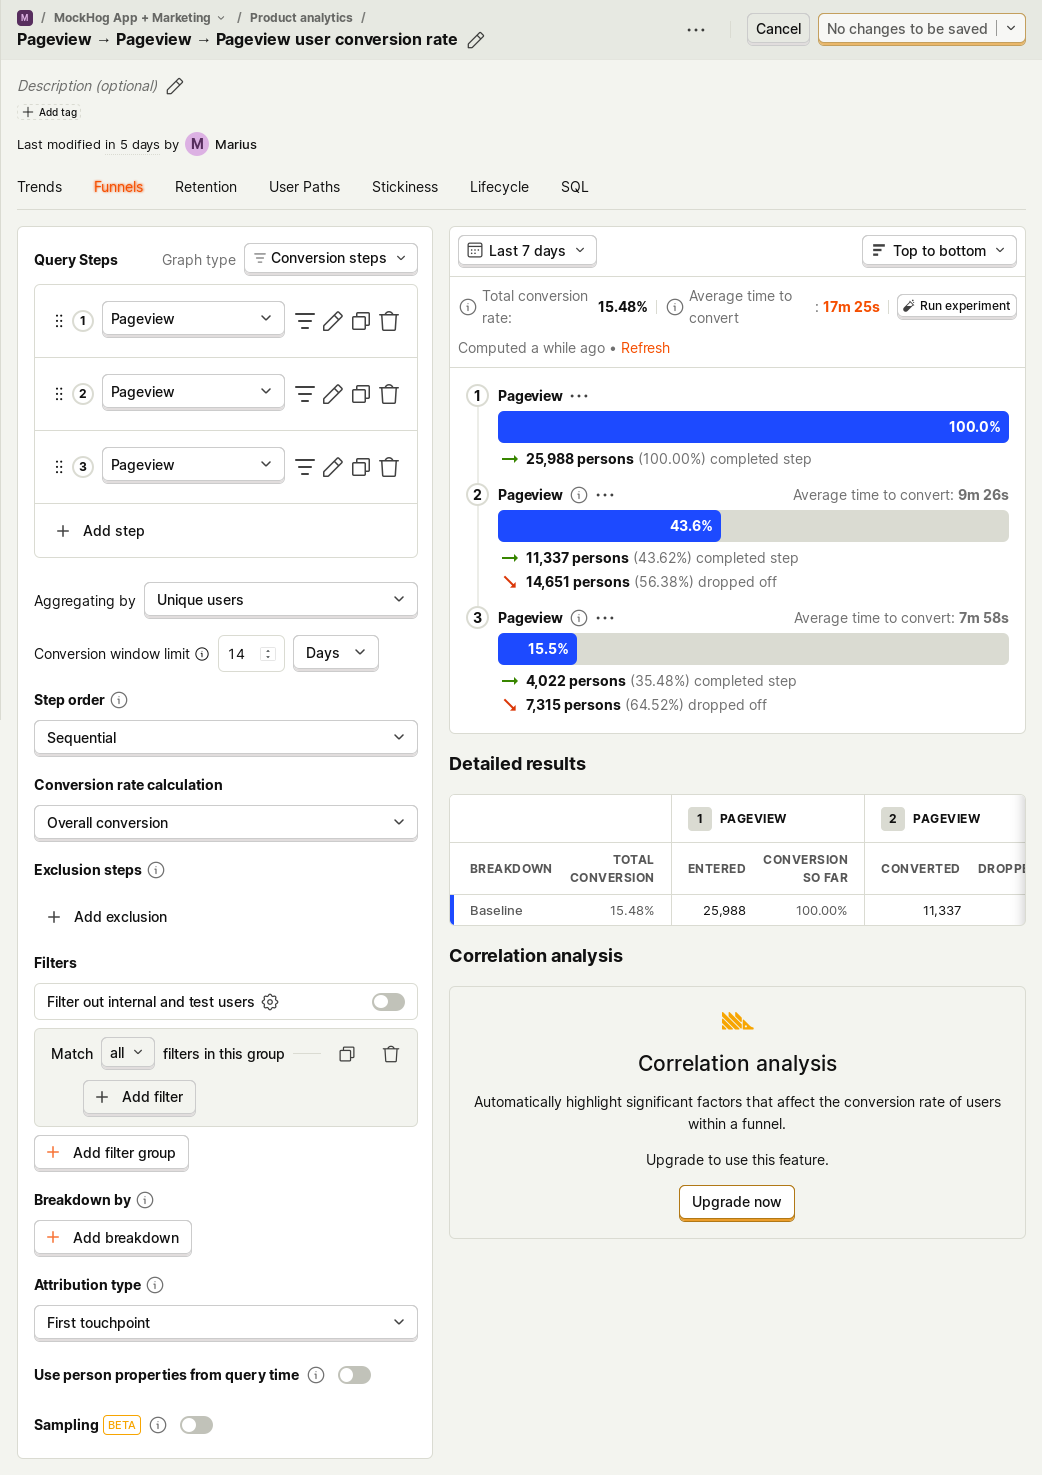 M / MockHog App + Marketing / Product analytics /
Pageview → Pageview → Pageview user conversion rate
Cancel
No changes to be saved
Description (optional)
Add tag
Last modified in 5 days by M Marius
Trends Funnels Retention User Paths Stickiness Lifecycle SQL
Query Steps
Graph type
Conversion steps
1 Pageview
2 Pageview
3 Pageview
Add step
Aggregating by Unique users
Conversion window limit 14 Days
Step order
Sequential
Conversion rate calculation
Overall conversion
Exclusion steps
Add exclusion
Filters
Filter out internal and test users
Match all filters in this group
Add filter
Add filter group
Breakdown by
Add breakdown
Attribution type
First touchpoint
Use person properties from query time
Sampling BETA
Last 7 days
Top to bottom
Total conversion
rate:
15.48%
Average time to
convert
: 17m 25s
Run experiment
Computed a while ago • Refresh
1 Pageview
100.0%
25,988 persons (100.00%) completed step
2 Pageview
Average time to convert: 9m 26s
43.6%
11,337 persons (43.62%) completed step
14,651 persons (56.38%) dropped off
3 Pageview
Average time to convert: 7m 58s
15.5%
4,022 persons (35.48%) completed step
7,315 persons (64.52%) dropped off
Detailed results
1 PAGEVIEW
2 PAGEVIEW
BREAKDOWN
TOTAL
CONVERSION
ENTERED
CONVERSION
SO FAR
CONVERTED
DROPPE
Baseline 15.48% 25,988 100.00% 11,337
Correlation analysis
Correlation analysis
Automatically highlight significant factors that affect the conversion rate of users
within a funnel.
Upgrade to use this feature.
Upgrade now